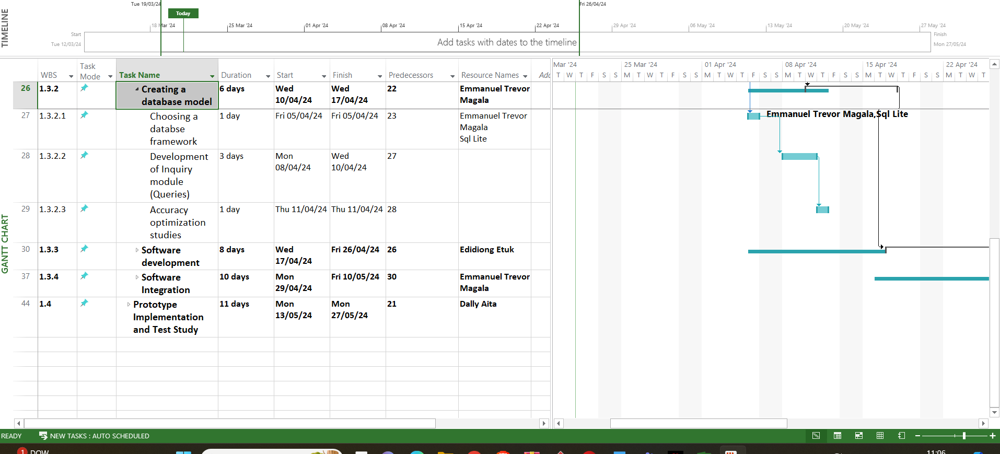 Tue 19/03/24
Fri 26/04/24
Today
18 Mar '24
25 Mar '24
01 Apr '24
08 Apr '24
15 Apr '24
22 Apr '24
29 Apr '24
06 May '24
13 May '24
20 May '24
27 May '24
TIMELINE
Start
Tue 12/03/24
Add tasks with dates to the timeline
Finish
Mon 27/05/24
GANTT CHART
WBS
Task
Mode
Task Name
Duration
Start
Finish
Predecessors
Resource Names
Add
Mar '24
25 Mar '24
01 Apr '24
08 Apr '24
15 Apr '24
22 Apr '24
T W T F S S M T W T F S S M T W T F S S M T W T F S S M T W T F S S M T W T
26
1.3.2
Creating a
database model
6 days
Wed
10/04/24
Wed
17/04/24
22
Emmanuel Trevor
Magala
27
1.3.2.1
Choosing a
databse
framework
1 day
Fri 05/04/24
Fri 05/04/24
23
Emmanuel Trevor
Magala
Sql Lite
Emmanuel Trevor Magala,Sql Lite
28
1.3.2.2
Development
of Inquiry
module
(Queries)
3 days
Mon
08/04/24
Wed
10/04/24
27
29
1.3.2.3
Accuracy
optimization
studies
1 day
Thu 11/04/24
Thu 11/04/24
28
30
1.3.3
Software
development
8 days
Wed
17/04/24
Fri 26/04/24
26
Edidiong Etuk
37
1.3.4
Software
Integration
10 days
Mon
29/04/24
Fri 10/05/24
30
Emmanuel Trevor
Magala
44
1.4
Prototype
Implementation
and Test Study
11 days
Mon
13/05/24
Mon
27/05/24
21
Dally Aita
READY
NEW TASKS : AUTO SCHEDULED
1
DOW
11:06